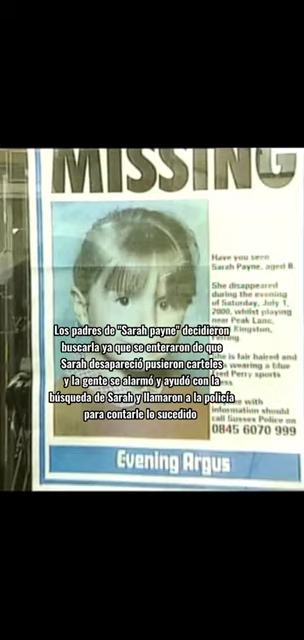 MISSING
Have you seen
Sarah Payne, aged 8.
She disappeared
during the evening
of Saturday, July 1,
2000, whilst playing
near Peak Lane,
Kingston,
is fair haired and
wearing a blue
Fred Perry sports
with
information should
call Sussex Police on
0845 6070 999
Los padres de "Sarah payne" decidieron
buscarla ya que se enteraron de que
Sarah desapareció pusieron carteles
y la gente se alarmó y ayudó con la
búsqueda de Sarah y llamaron a la policía
para contarle lo sucedido
Evening Argus